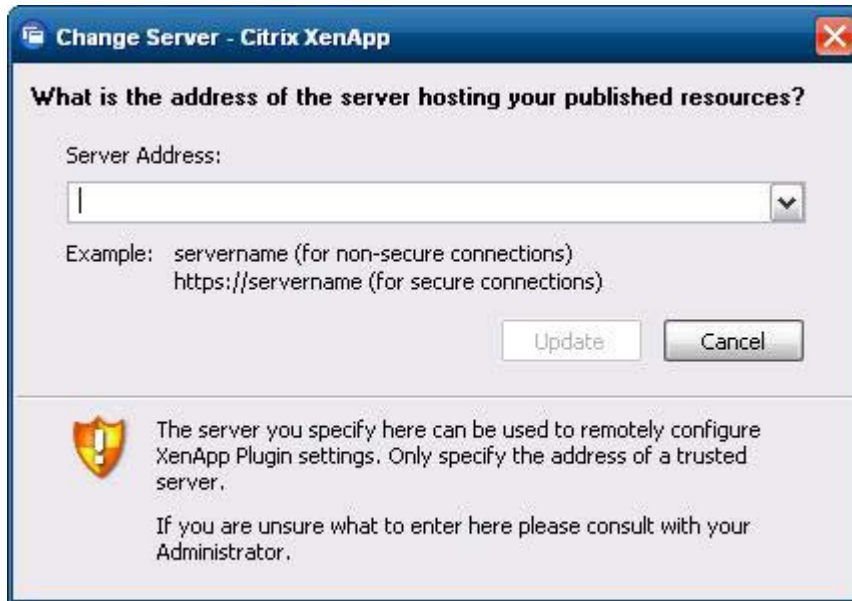 Change Server - Citrix XenApp
What is the address of the server hosting your published resources?
Server Address:
Example: servername (for non-secure connections)
https://servername (for secure connections)
Update Cancel
The server you specify here can be used to remotely configure
XenApp Plugin settings. Only specify the address of a trusted
server.
If you are unsure what to enter here please consult with your
Administrator.